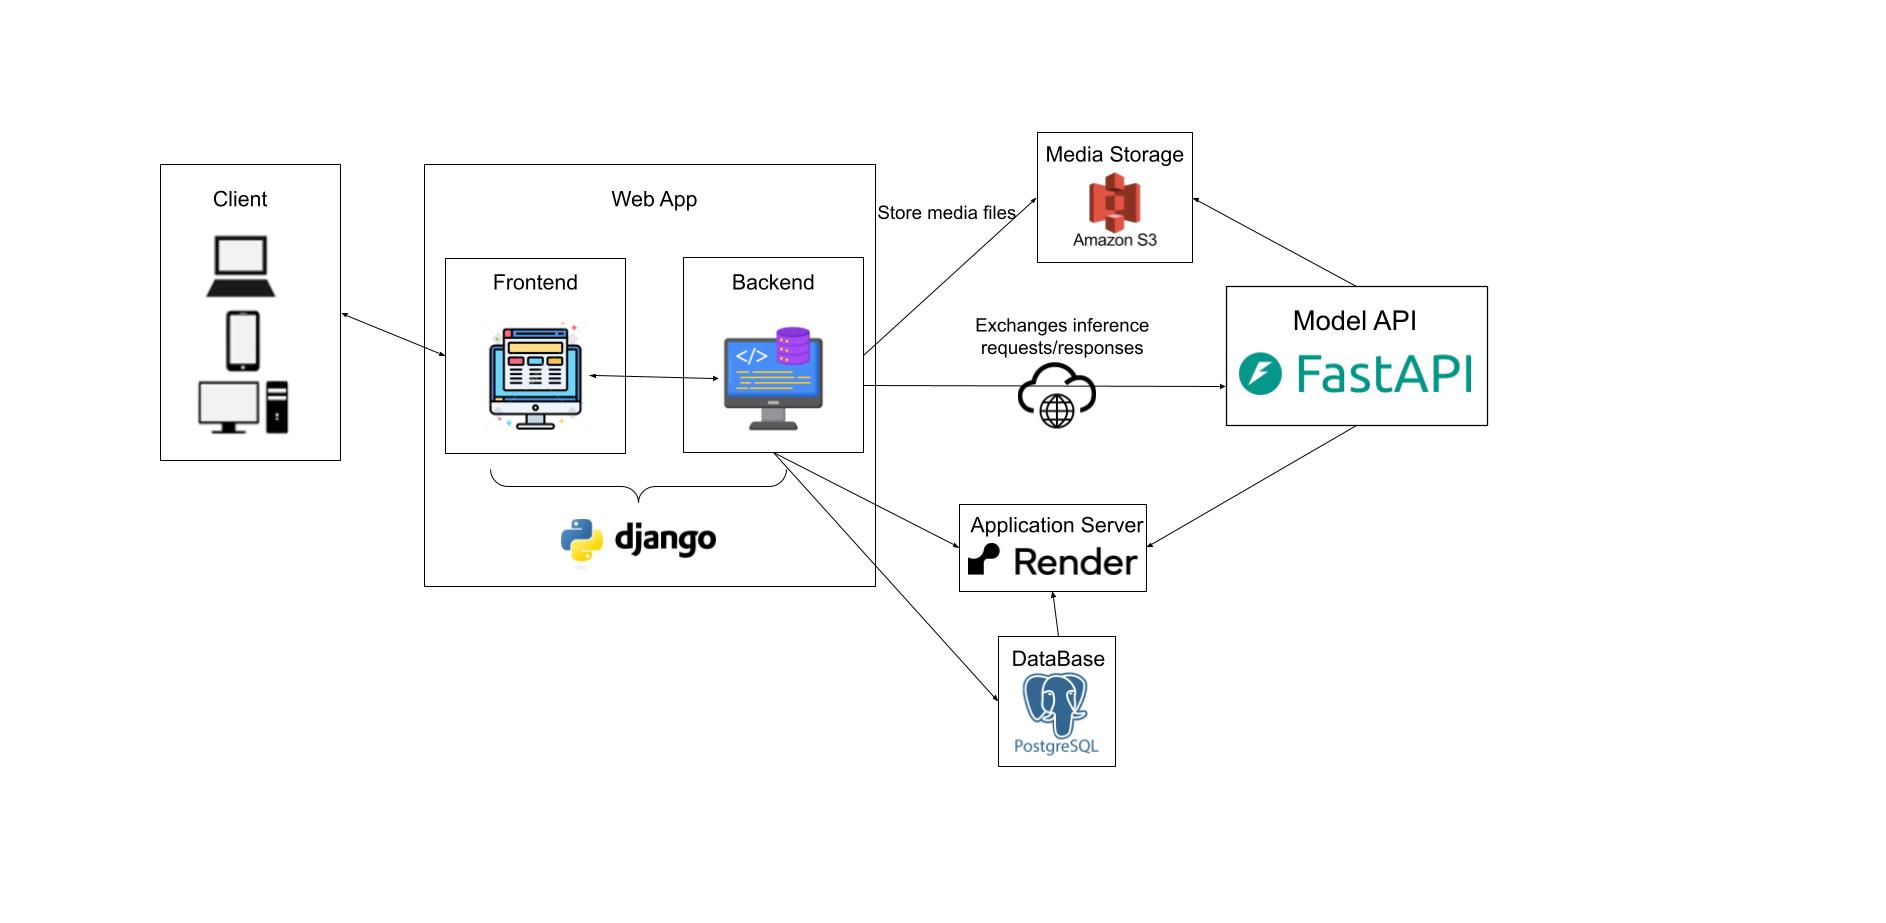 Client
Web App
Frontend
Backend
</>
django
Store media files
Media Storage
Amazon S3
Exchanges inference
requests/responses
Model API
FastAPI
Application Server
Render
DataBase
PostgreSQL